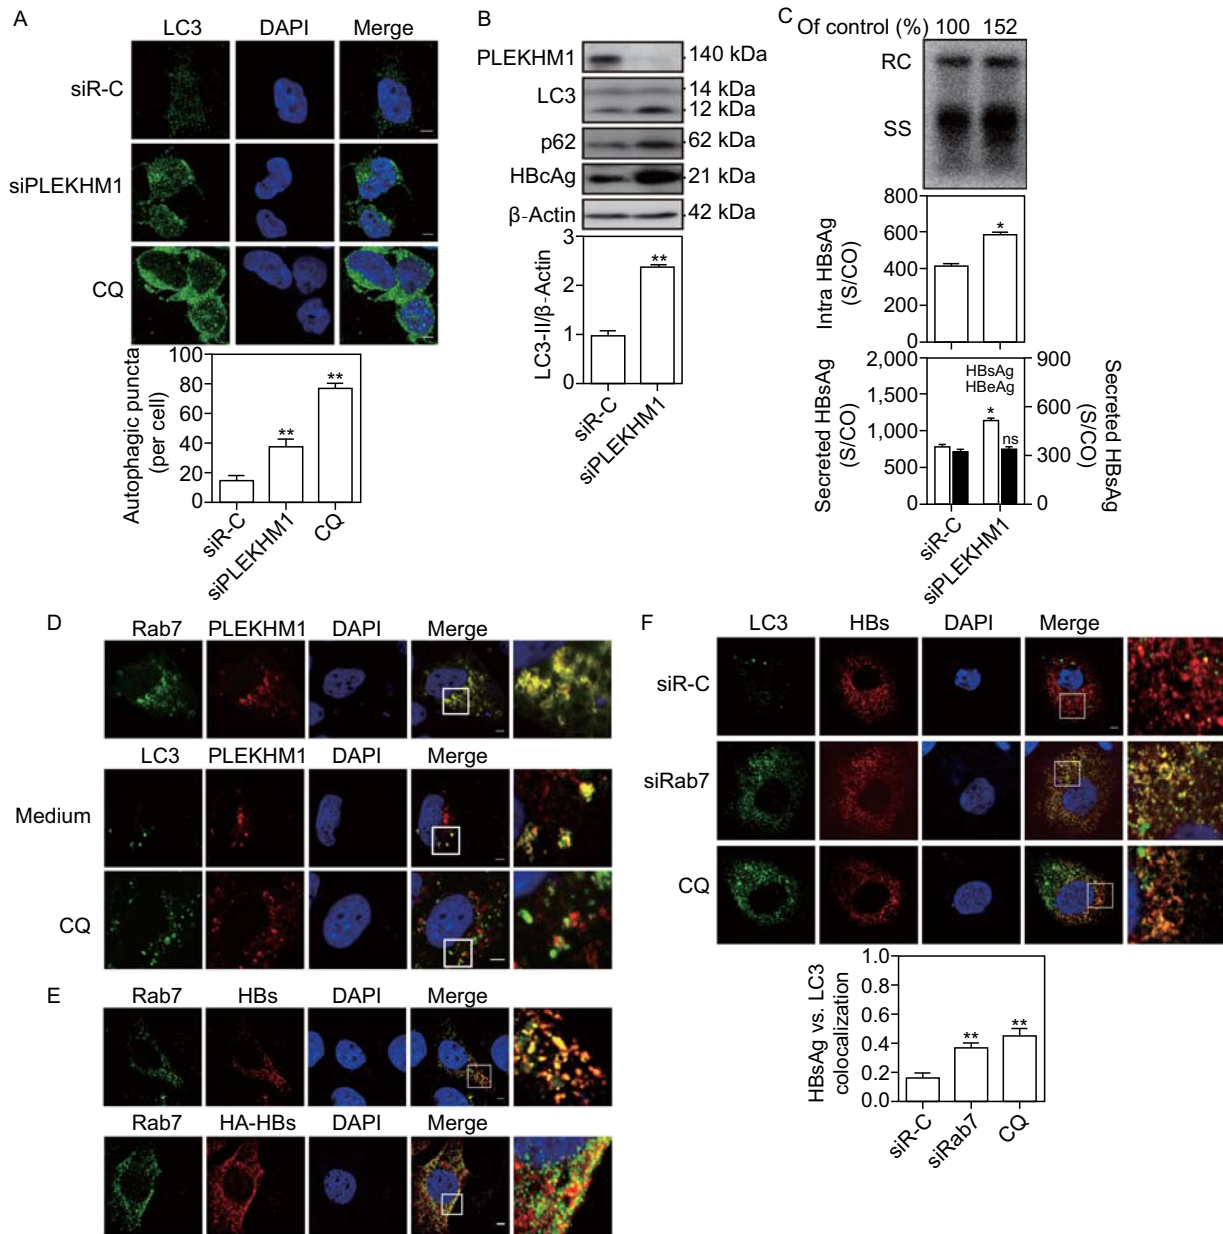 A
LC3 DAPI Merge
siR-C
siPLEKHM1
CQ
Autophagic puncta
(per cell)
100
80
60
40
20
0
**
**
siR-C
siPLEKHM1
CQ
B
PLEKHM1 140 kDa
LC3 14 kDa
12 kDa
p62 62 kDa
HBcAg 21 kDa
β-Actin 42 kDa
LC3-II/β-Actin
3
2
1
0
**
siR-C
siPLEKHM1
C
Of control (%) 100 152
RC
SS
Intra HBsAg
(S/CO)
800
600
400
200
0
*
Secreted HBsAg
(S/CO)
2,000
1,500
1,000
500
0
HBsAg
HBeAg
*
ns
900
600
300
0
Secreted HBsAg
(S/CO)
siR-C
siPLEKHM1
D
Rab7 PLEKHM1 DAPI Merge
LC3 PLEKHM1
Medium
CQ
E
Rab7 HBs DAPI Merge
Rab7 HA-HBs DAPI Merge
F
LC3 HBs DAPI Merge
siR-C
siRab7
CQ
HBsAg vs. LC3
colocalization
1.0
0.8
0.6
0.4
0.2
0.0
**
**
siR-C
siRab7
CQ